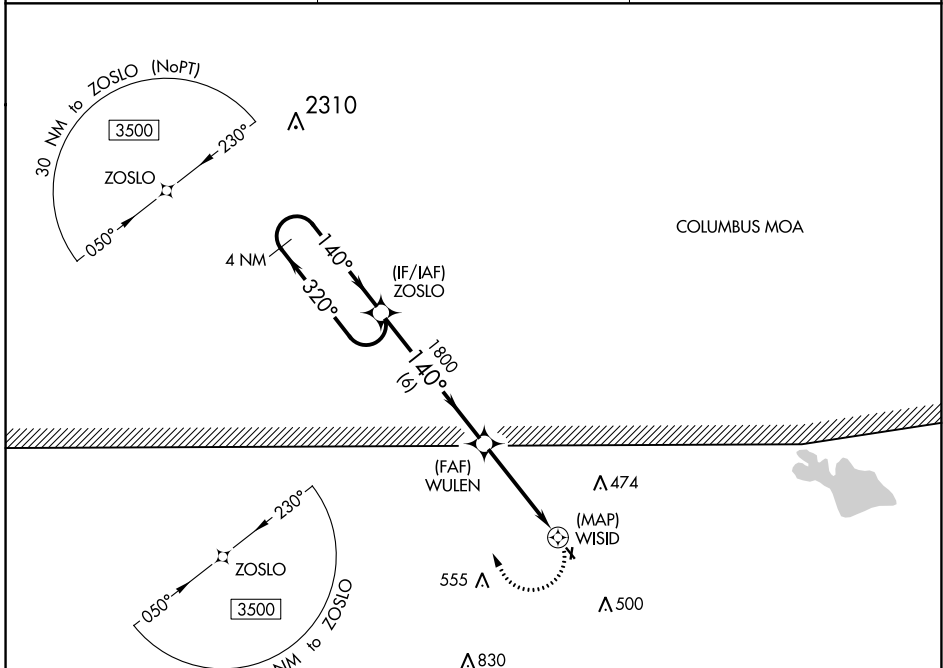 30 NM to ZOSLO (NoPT)
3500
230°
ZOSLO
050°
2310
COLUMBUS MOA
4 NM
140°
320°
(IF/IAF)
ZOSLO
1800
140°
(6)
(FAF)
WULEN
474
(MAP)
WISID
555
500
830
230°
ZOSLO
050°
3500
NM to ZOSLO